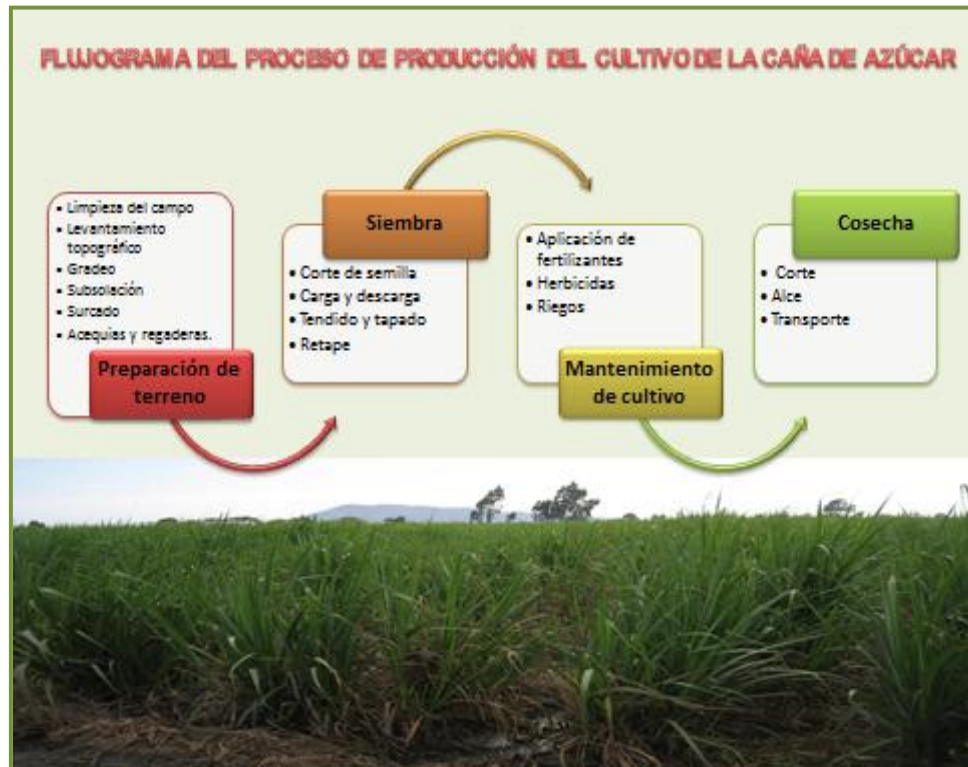 FLUJOGRAMA DEL PROCESO DE PRODUCCIÓN DEL CULTIVO DE LA CAÑA DE AZÚCAR
• Limpieza del campo
• Levantamiento
topográfico
• Gradeo
• Subsolación
• Surcado
• Acequias y regaderas.
Preparación de
terreno
Siembra
• Corte de semilla
• Carga y descarga
• Tendido y tapado
• Retape
• Aplicación de
fertilizantes
• Herbicidas
• Riegos
Mantenimiento
de cultivo
Cosecha
• Corte
• Alce
• Transporte